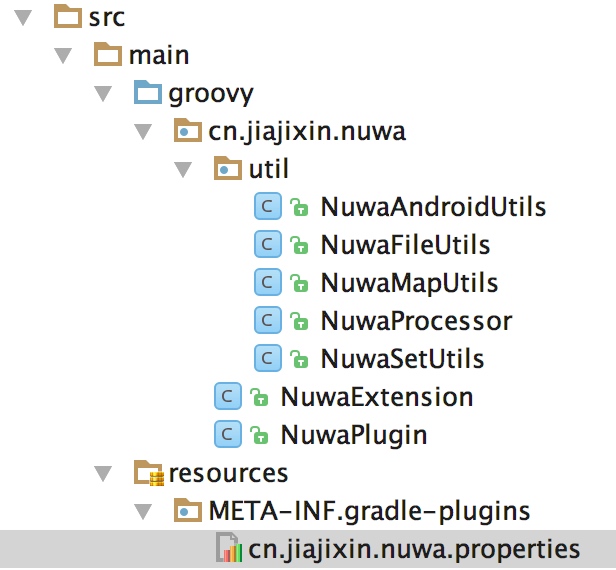 src
main
groovy
cn.jiajixin.nuwa
util
C NuwaAndroidUtils
C NuwaFileUtils
C NuwaMapUtils
C NuwaProcessor
C NuwaSetUtils
C NuwaExtension
C NuwaPlugin
resources
META-INF.gradle-plugins
cn.jiajixin.nuwa.properties